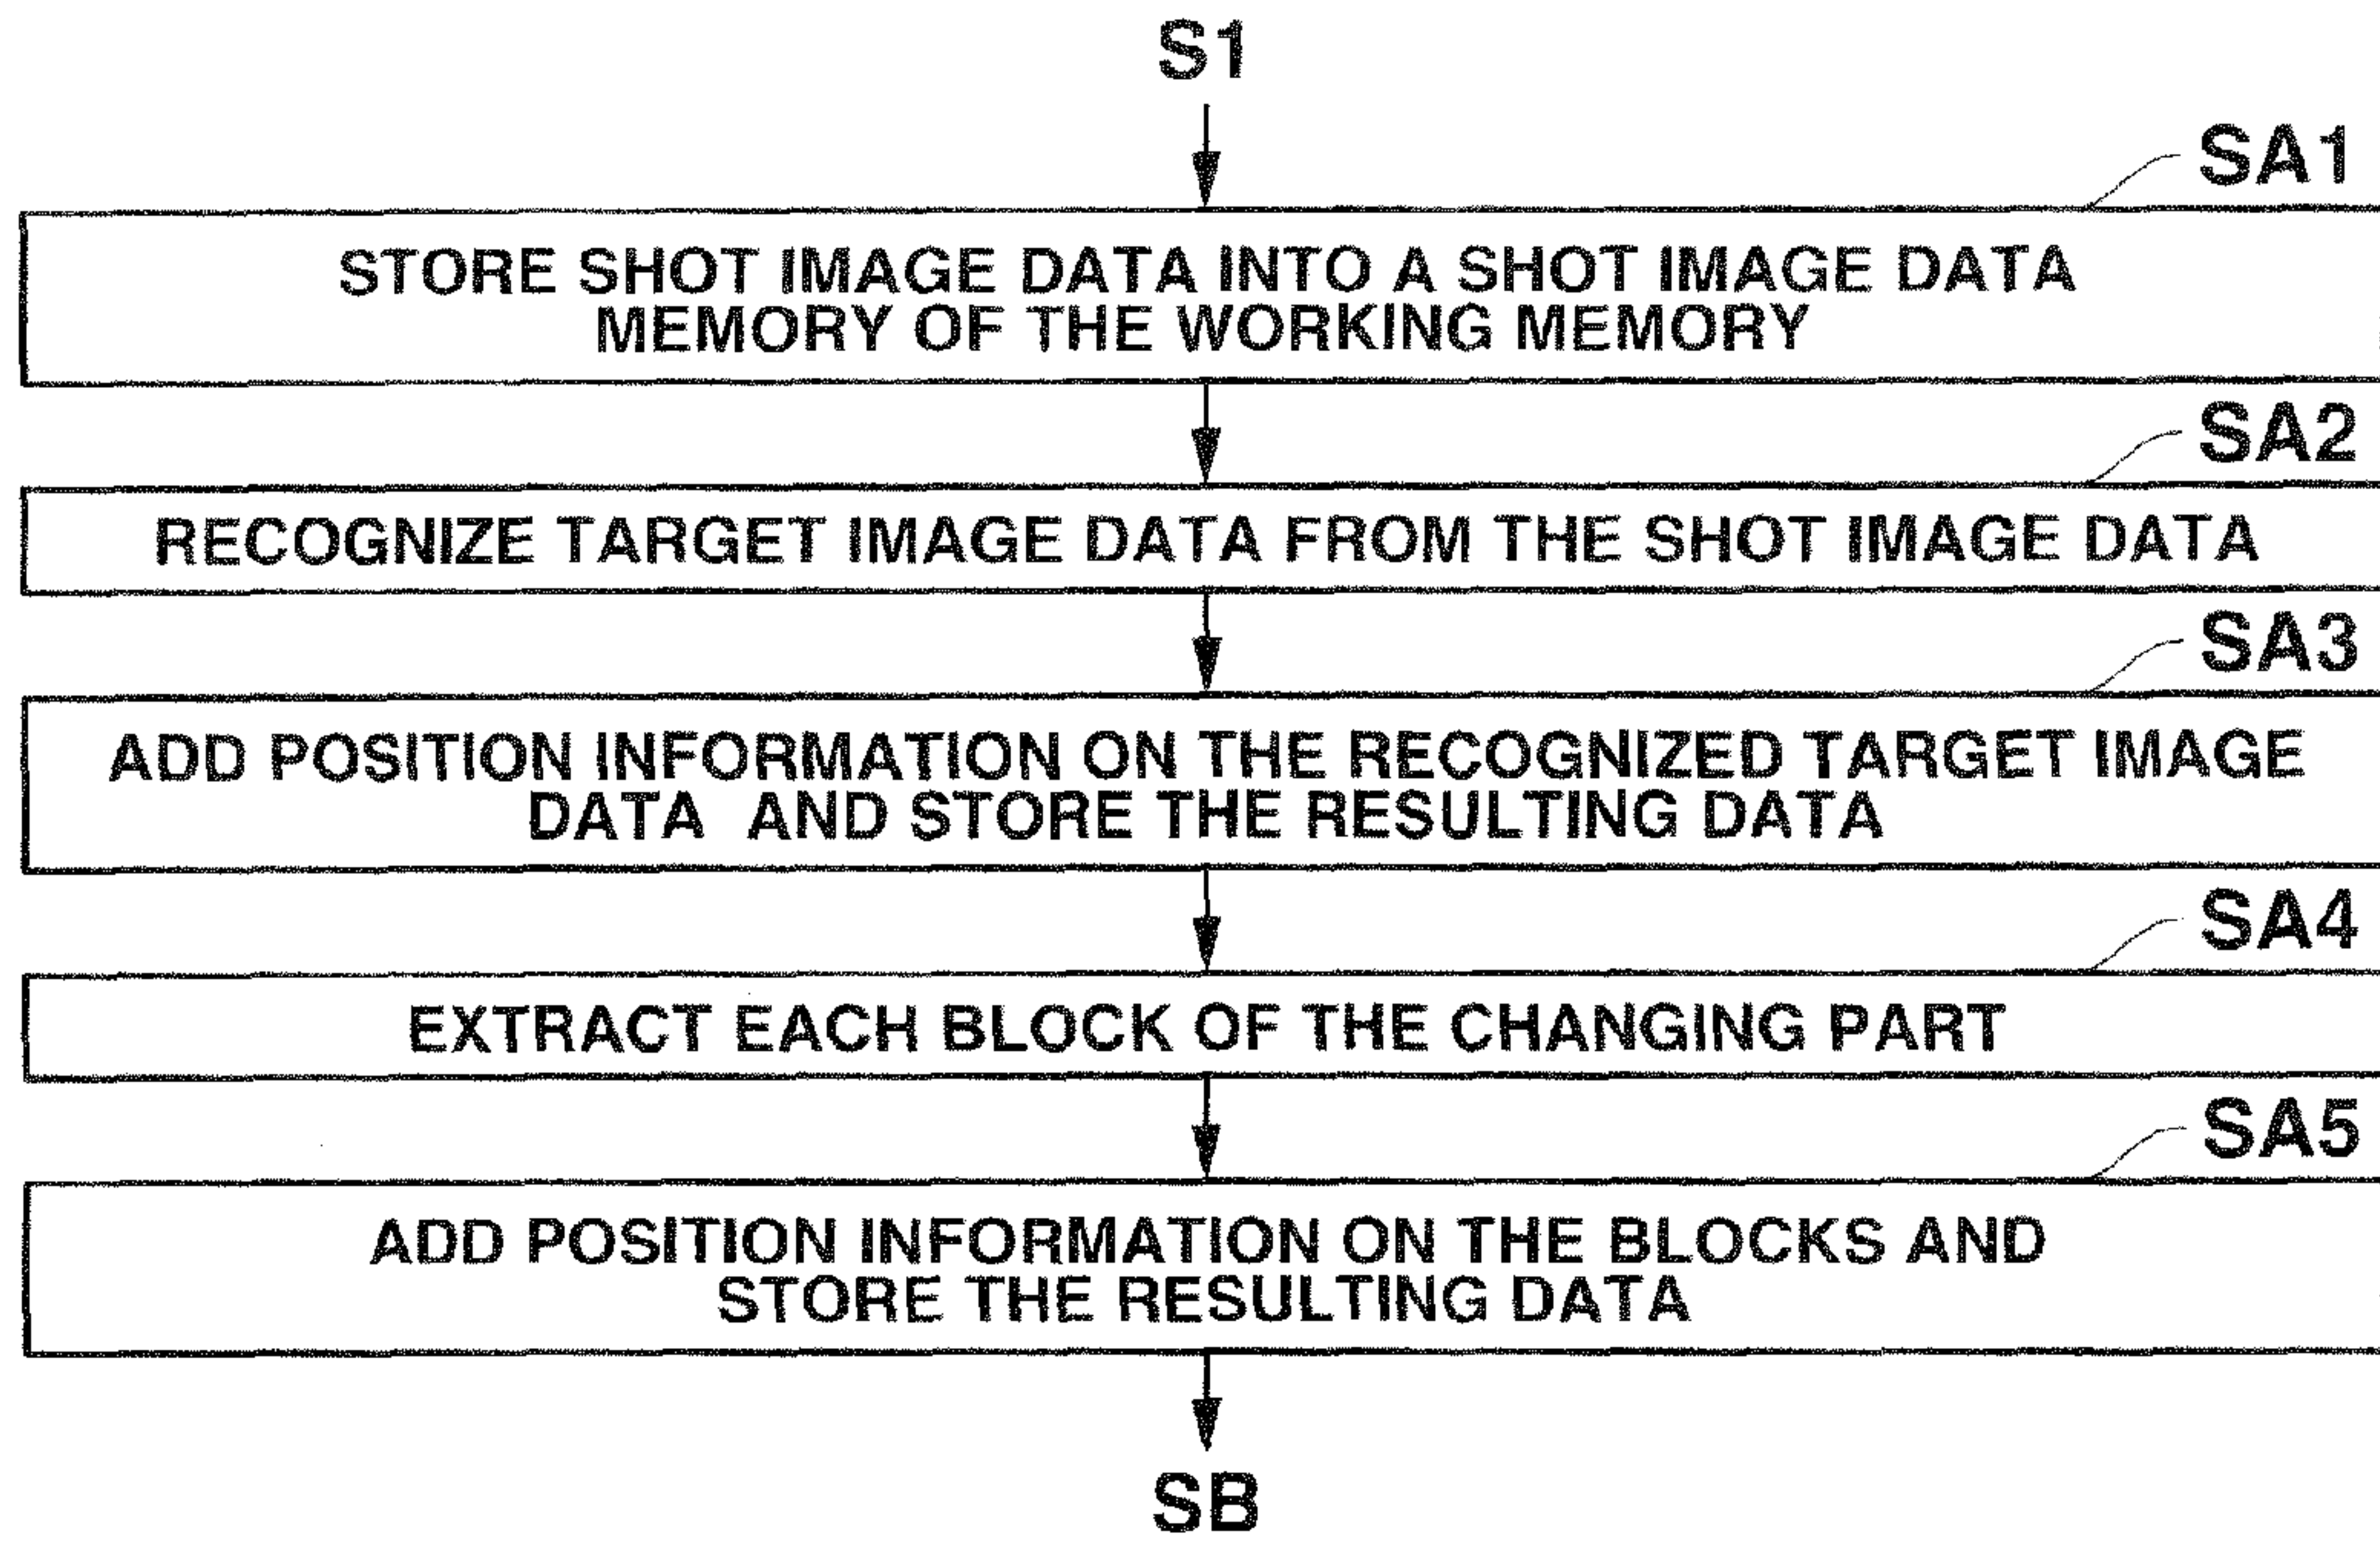 S1
SA1
STORE SHOT IMAGE DATA INTO A SHOT IMAGE DATA
MEMORY OF THE WORKING MEMORY
SA2
RECOGNIZE TARGET IMAGE DATA FROM THE SHOT IMAGE DATA
SA3
ADD POSITION INFORMATION ON THE RECOGNIZED TARGET IMAGE
DATA AND STORE THE RESULTING DATA
SA4
EXTRACT EACH BLOCK OF THE CHANGING PART
SA5
ADD POSITION INFORMATION ON THE BLOCKS AND
STORE THE RESULTING DATA
SB